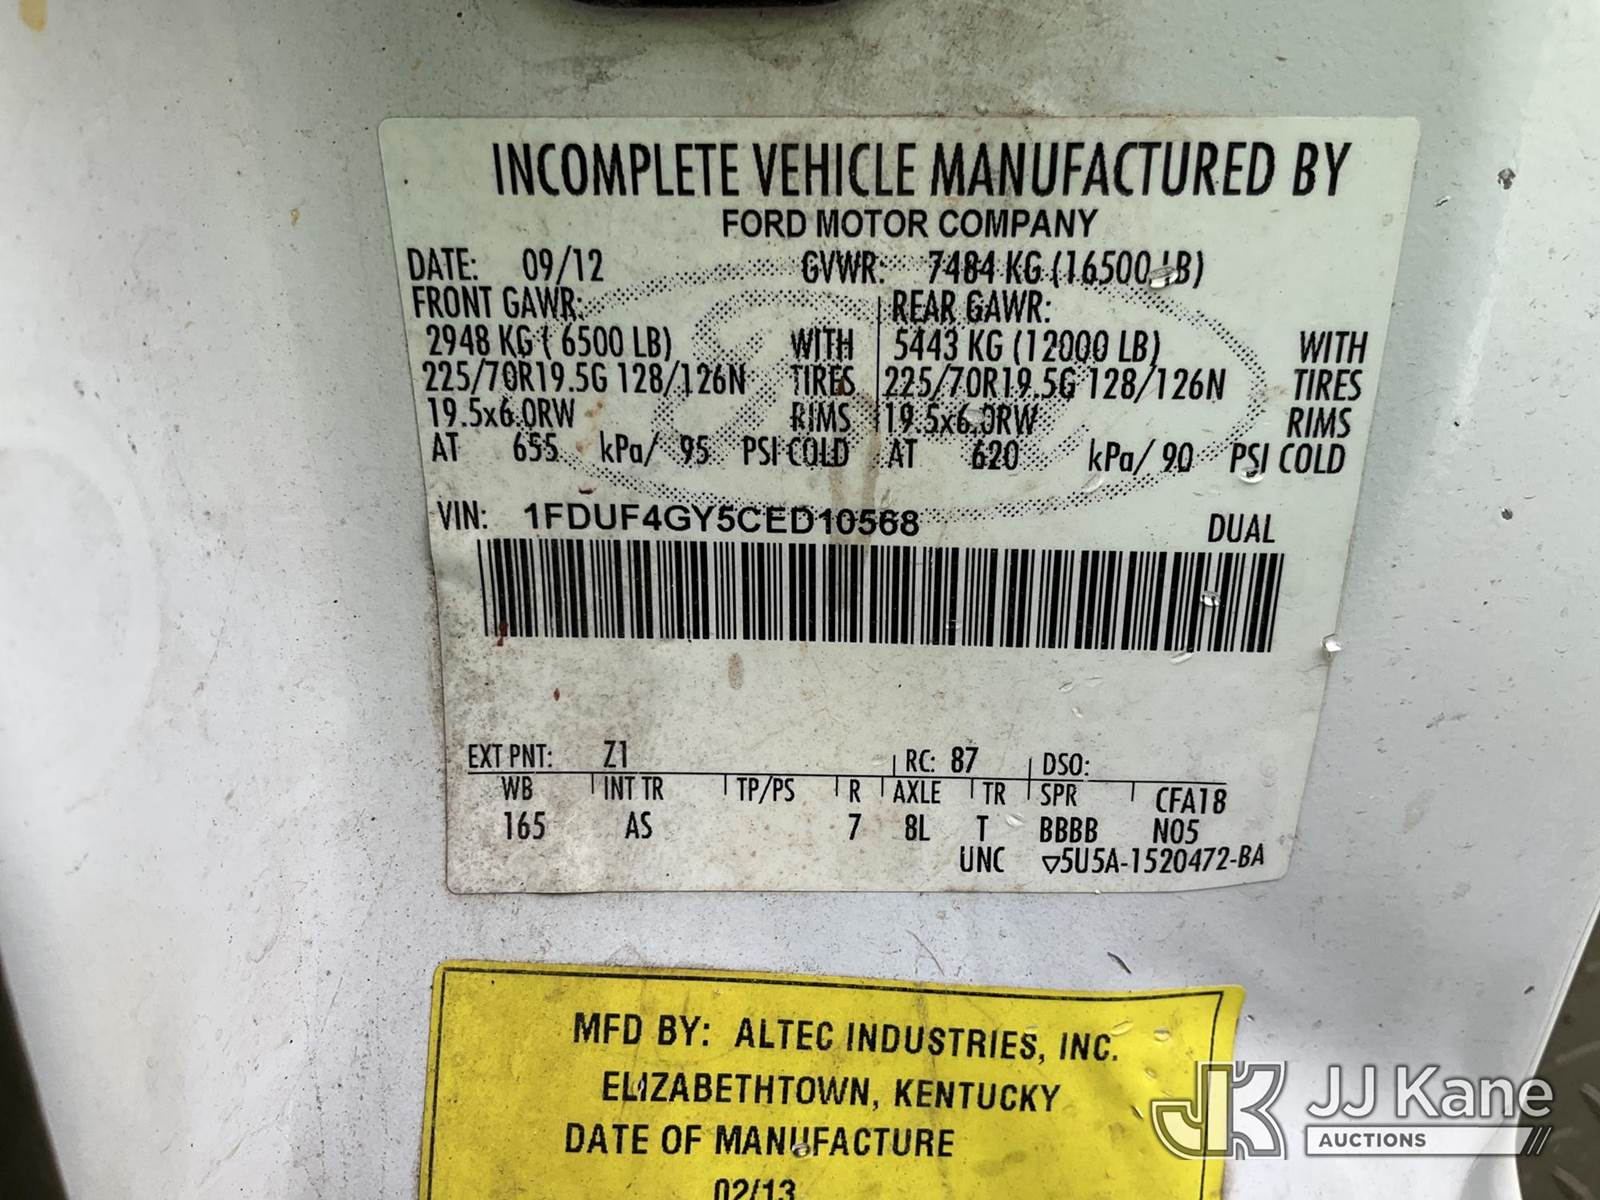 INCOMPLETE VEHICLE MANUFACTURED BY
FORD MOTOR COMPANY
DATE: 09/12 GVWR: 7484 KG (16500 LB)
FRONT GAWR: REAR GAWR:
2948 KG ( 6500 LB) WITH 5443 KG (12000 LB) WITH
225/70R19.5G 128/126N TIRES 225/70R19.5G 128/126N TIRES
19.5x6.0RW RIMS 19.5x6.0RW RIMS
AT 655 kPa/ 95 PSI COLD AT 620 kPa/ 90 PSI COLD
VIN: 1FDUF4GY5CED10568 DUAL
EXT PNT: Z1 RC: 87 DSO:
WB INT TR TP/PS R AXLE TR SPR CFA18
165 AS 7 8L T BBBB N05
UNC ▽5U5A-1520472-BA
MFD BY: ALTEC INDUSTRIES, INC.
ELIZABETHTOWN, KENTUCKY
DATE OF MANUFACTURE
02/13
JK JJ Kane
AUCTIONS